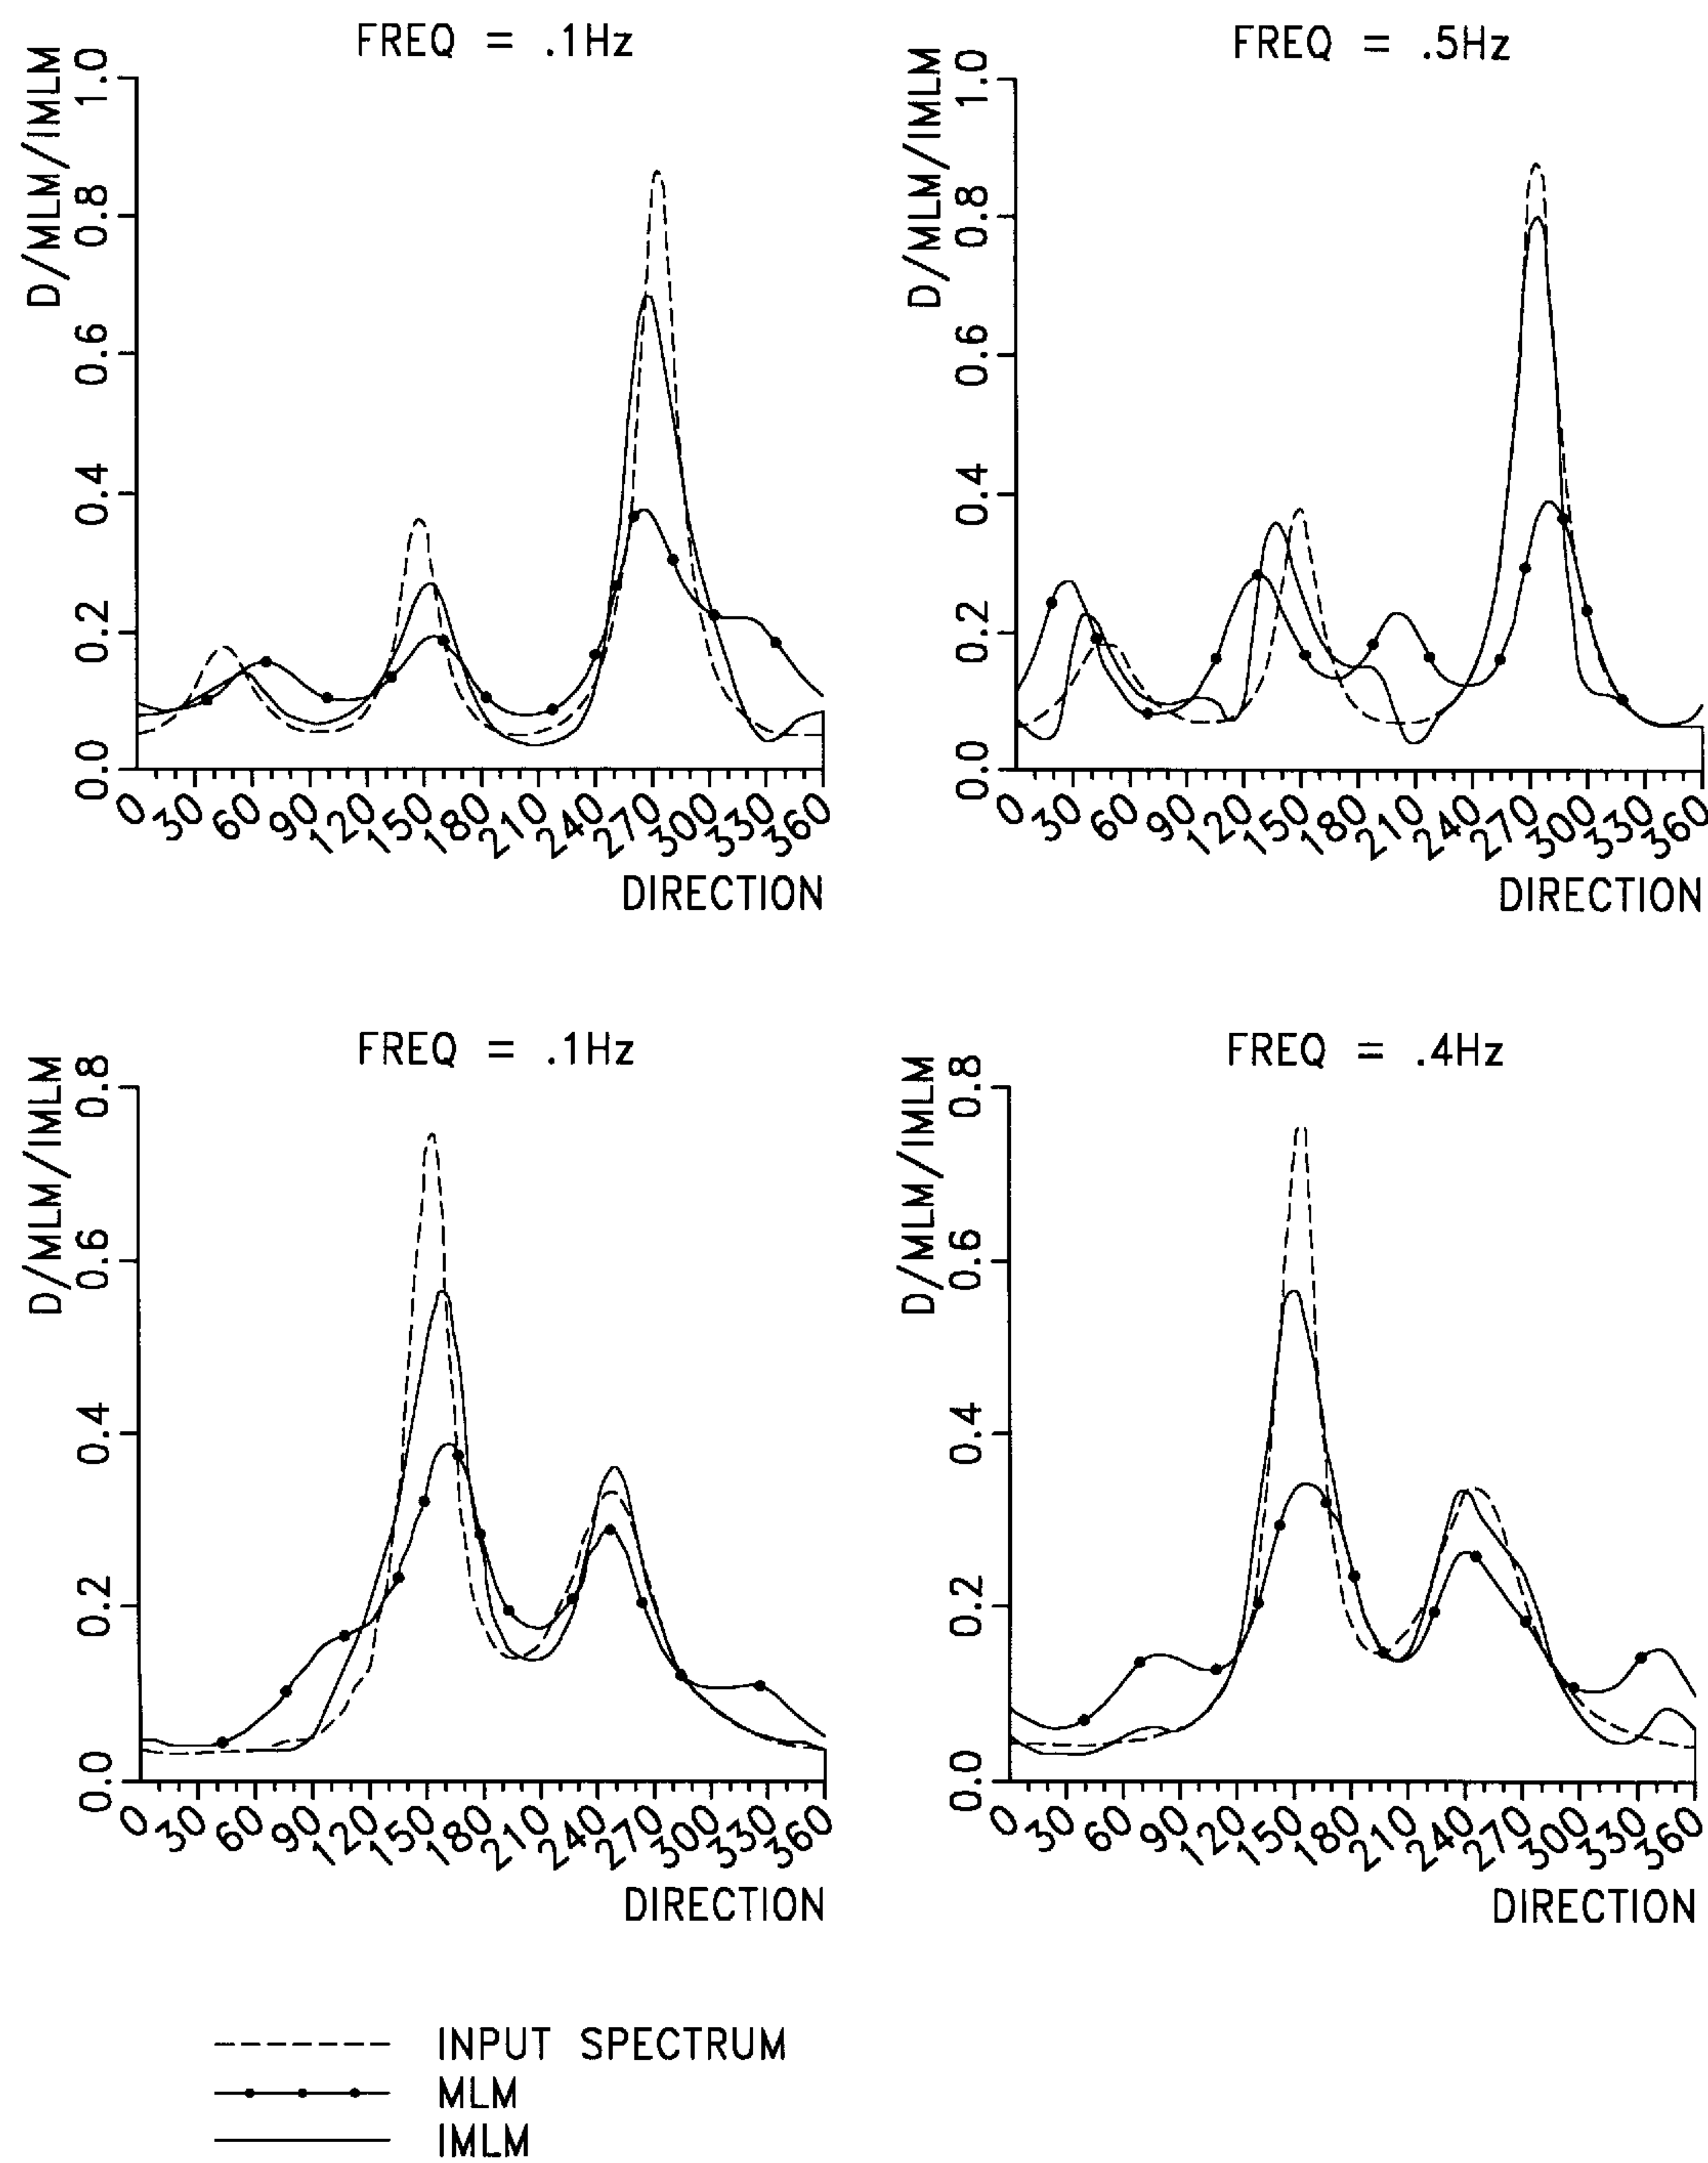 FREQ = .1Hz
D/MLM/IMLM
0.0 0.2 0.4 0.6 0.8 1.0
0 30 60 90 120 150 180 210 240 270 300 330 360
DIRECTION
FREQ = .5Hz
D/MLM/IMLM
0.0 0.2 0.4 0.6 0.8 1.0
0 30 60 90 120 150 180 210 240 270 300 330 360
DIRECTION
FREQ = .1Hz
D/MLM/IMLM
0.0 0.2 0.4 0.6 0.8
0 30 60 90 120 150 180 210 240 270 300 330 360
DIRECTION
FREQ = .4Hz
D/MLM/IMLM
0.0 0.2 0.4 0.6 0.8
0 30 60 90 120 150 180 210 240 270 300 330 360
DIRECTION
INPUT SPECTRUM
MLM
IMLM